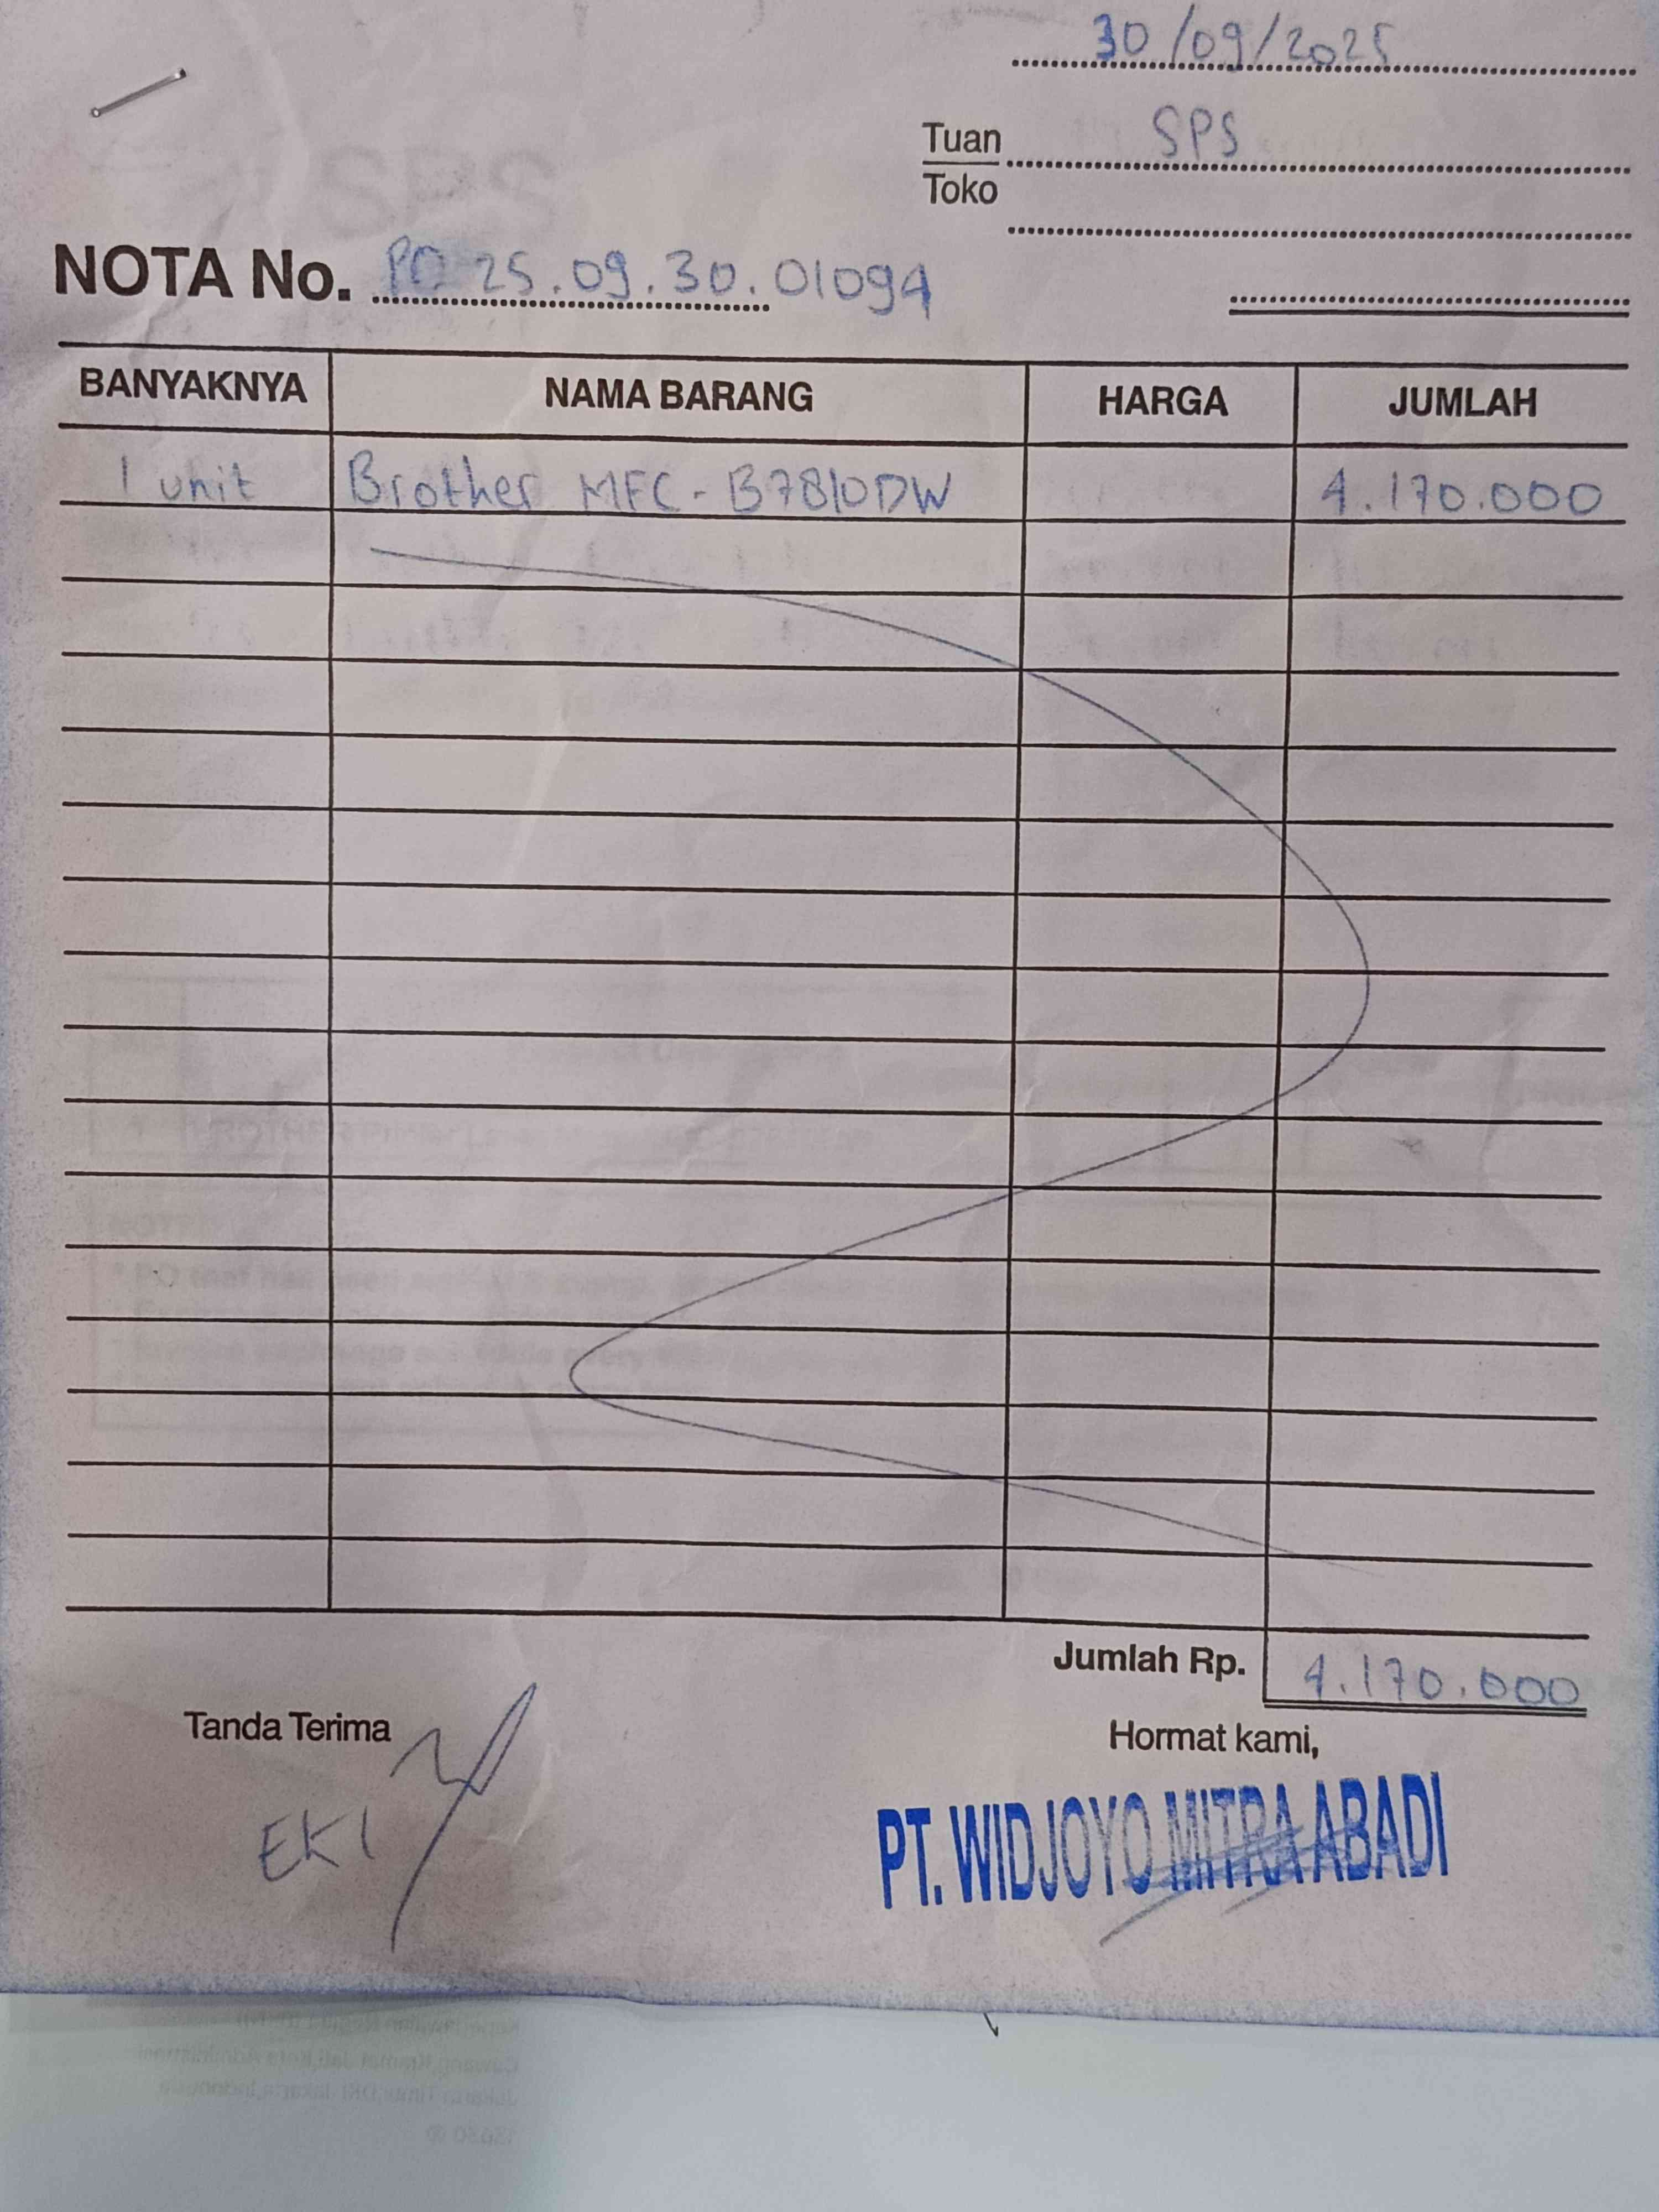 30/09/2025
Tuan SPS
Toko
NOTA No. PO 25.09.30.01094
BANYAKNYA NAMA BARANG HARGA JUMLAH
1 unit Brother MFC-B7810DW 4.170.000
Jumlah Rp. 4.170.000
Tanda Terima Hormat kami,
EKI PT. WIDJOYO MITRA ABADI